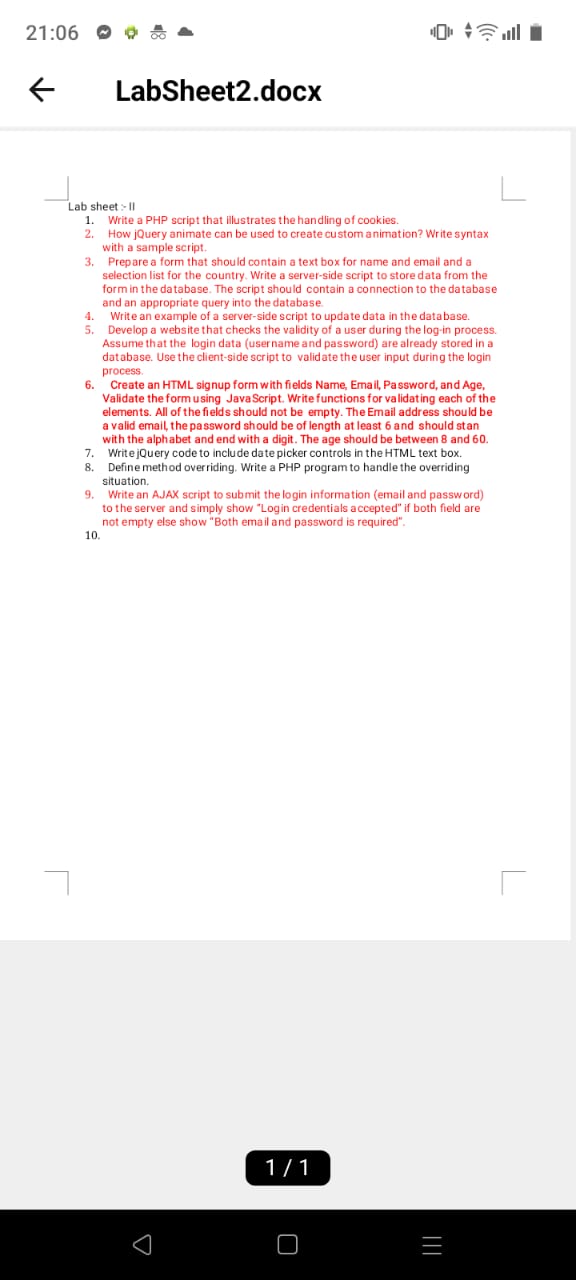 21:06
LabSheet2.docx
Lab sheet :- II
1. Write a PHP script that illustrates the handling of cookies.
2. How jQuery animate can be used to create custom animation? Write syntax
with a sample script.
3. Prepare a form that should contain a text box for name and email and a
selection list for the country. Write a server-side script to store data from the
form in the database. The script should contain a connection to the database
and an appropriate query into the database.
4. Write an example of a server-side script to update data in the database.
5. Develop a website that checks the validity of a user during the log-in process.
Assume that the login data (username and password) are already stored in a
database. Use the client-side script to validate the user input during the login
process.
6. Create an HTML signup form with fields Name, Email, Password, and Age,
Validate the form using JavaScript. Write functions for validating each of the
elements. All of the fields should not be empty. The Email address should be
a valid email, the password should be of length at least 6 and should stan
with the alphabet and end with a digit. The age should be between 8 and 60.
7. Write jQuery code to include date picker controls in the HTML text box.
8. Define method overriding. Write a PHP program to handle the overriding
situation.
9. Write an AJAX script to submit the login information (email and password)
to the server and simply show "Login credentials accepted" if both field are
not empty else show "Both email and password is required".
10.
1 / 1